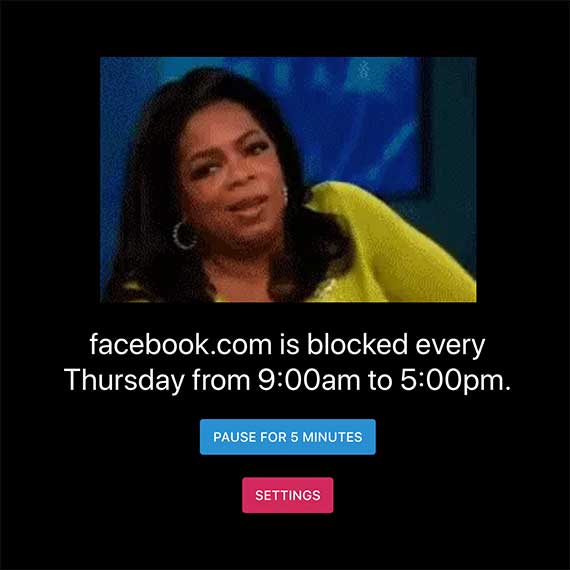 facebook.com is blocked every
Thursday from 9:00am to 5:00pm.
PAUSE FOR 5 MINUTES
SETTINGS